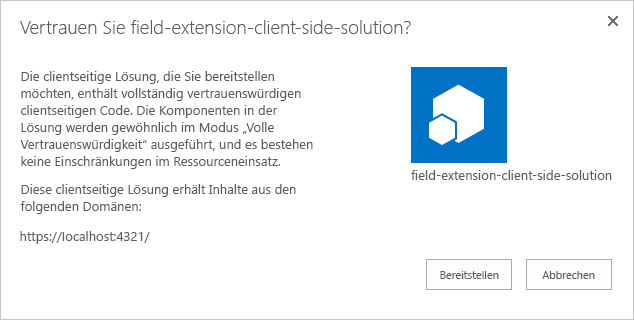 Vertrauen Sie field-extension-client-side-solution?
Die clientseitige Lösung, die Sie bereitstellen
möchten, enthält vollständig vertrauenswürdigen
clientseitigen Code. Die Komponenten in der
Lösung werden gewöhnlich im Modus „Volle
Vertrauenswürdigkeit“ ausgeführt, und es bestehen
keine Einschränkungen im Ressourceneinsatz.
Diese clientseitige Lösung erhält Inhalte aus den
folgenden Domänen:
https://localhost:4321/
field-extension-client-side-solution
Bereitstellen
Abbrechen